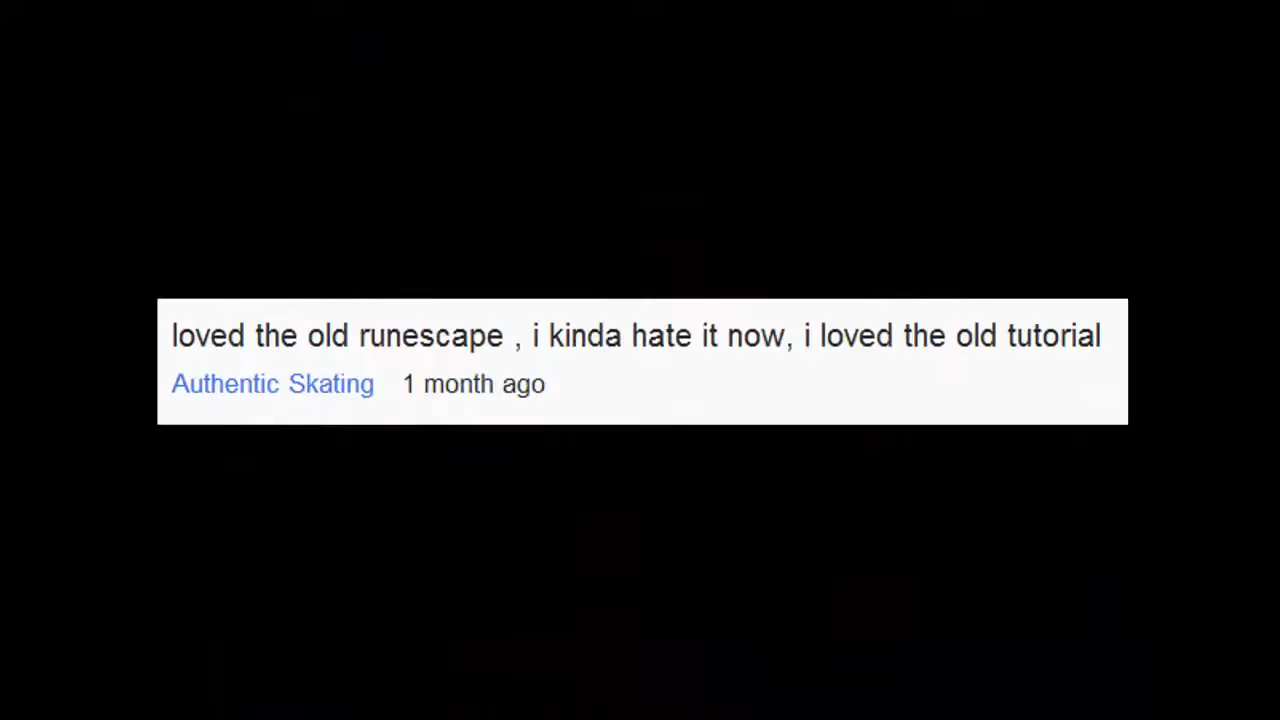 loved the old runescape , i kinda hate it now, i loved the old tutorial
Authentic Skating 1 month ago